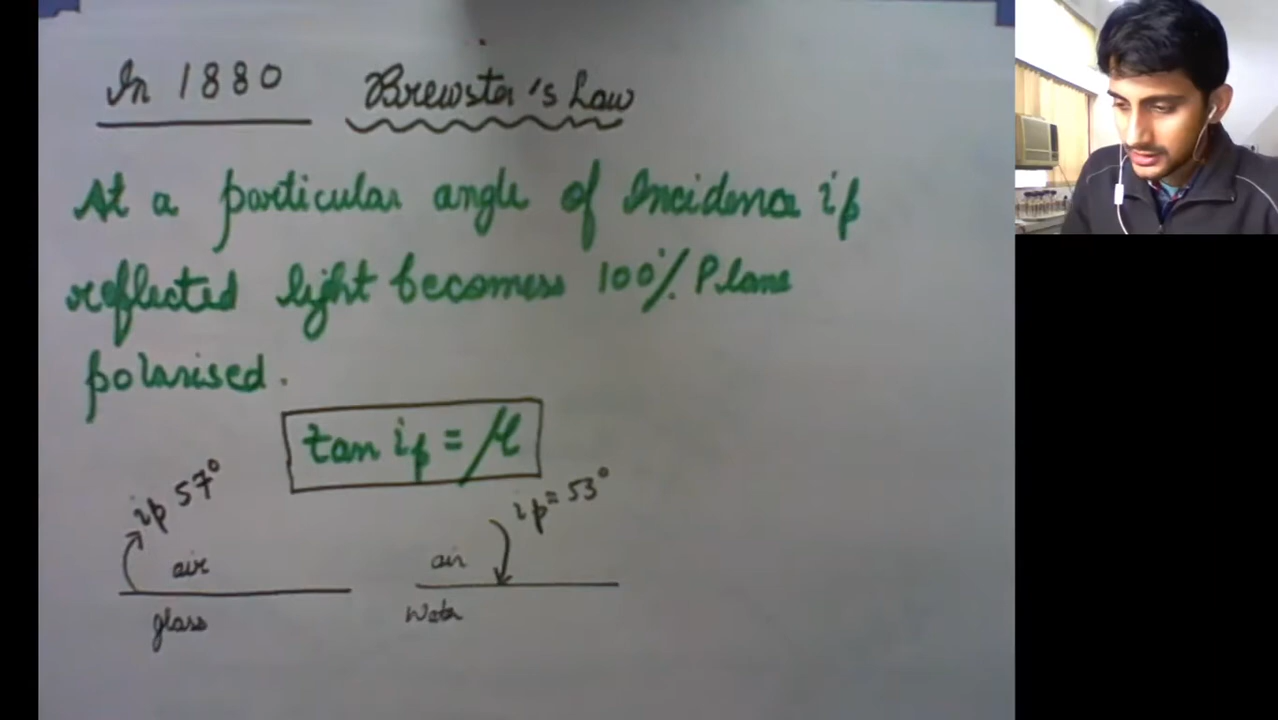 In 1880 Brewster's Law
At a particular angle of Incidence ip
reflected light becomess 100% Plane
polarised.
tan ip = μ
ip 57° ip = 53°
air air
glass Water